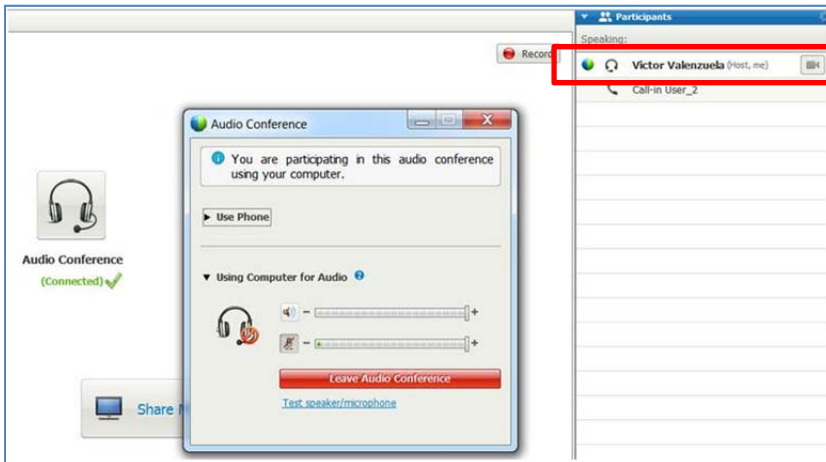 Participants
Speaking:
Record
Victor Valenzuela (Host, me)
Call-in User_2
Audio Conference
You are participating in this audio conference
using your computer.
Use Phone
Audio Conference
(Connected)
Using Computer for Audio
Leave Audio Conference
Test speaker/microphone
Share